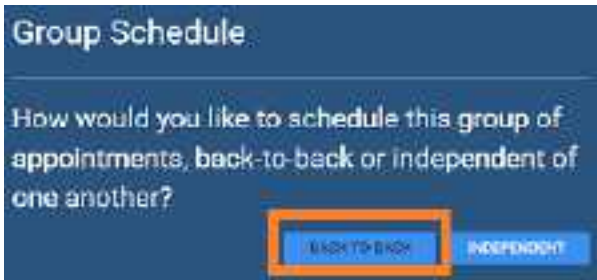 Group Schedule
How would you like to schedule this group of
appointments, back-to-back or independent of
one another?
BACK TO BACK INDEPENDENT